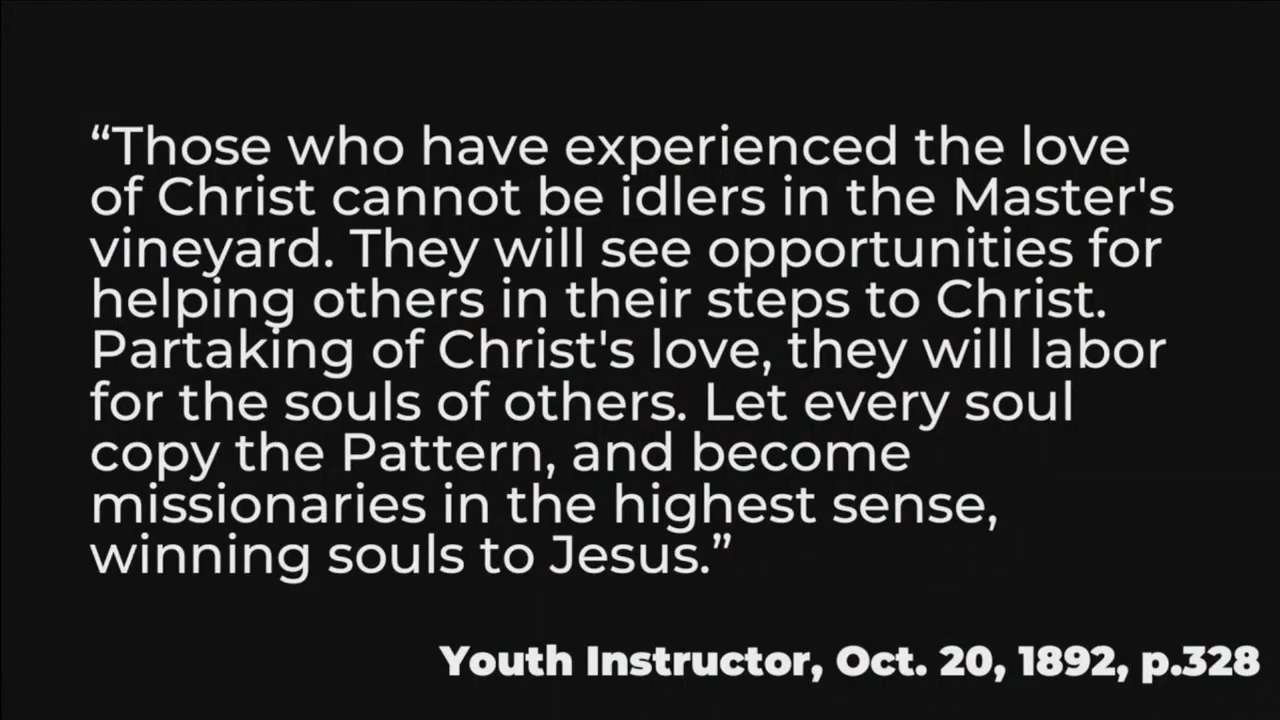 “Those who have experienced the love
of Christ cannot be idlers in the Master's
vineyard. They will see opportunities for
helping others in their steps to Christ.
Partaking of Christ's love, they will labor
for the souls of others. Let every soul
copy the Pattern, and become
missionaries in the highest sense,
winning souls to Jesus.”
Youth Instructor, Oct. 20, 1892, p.328